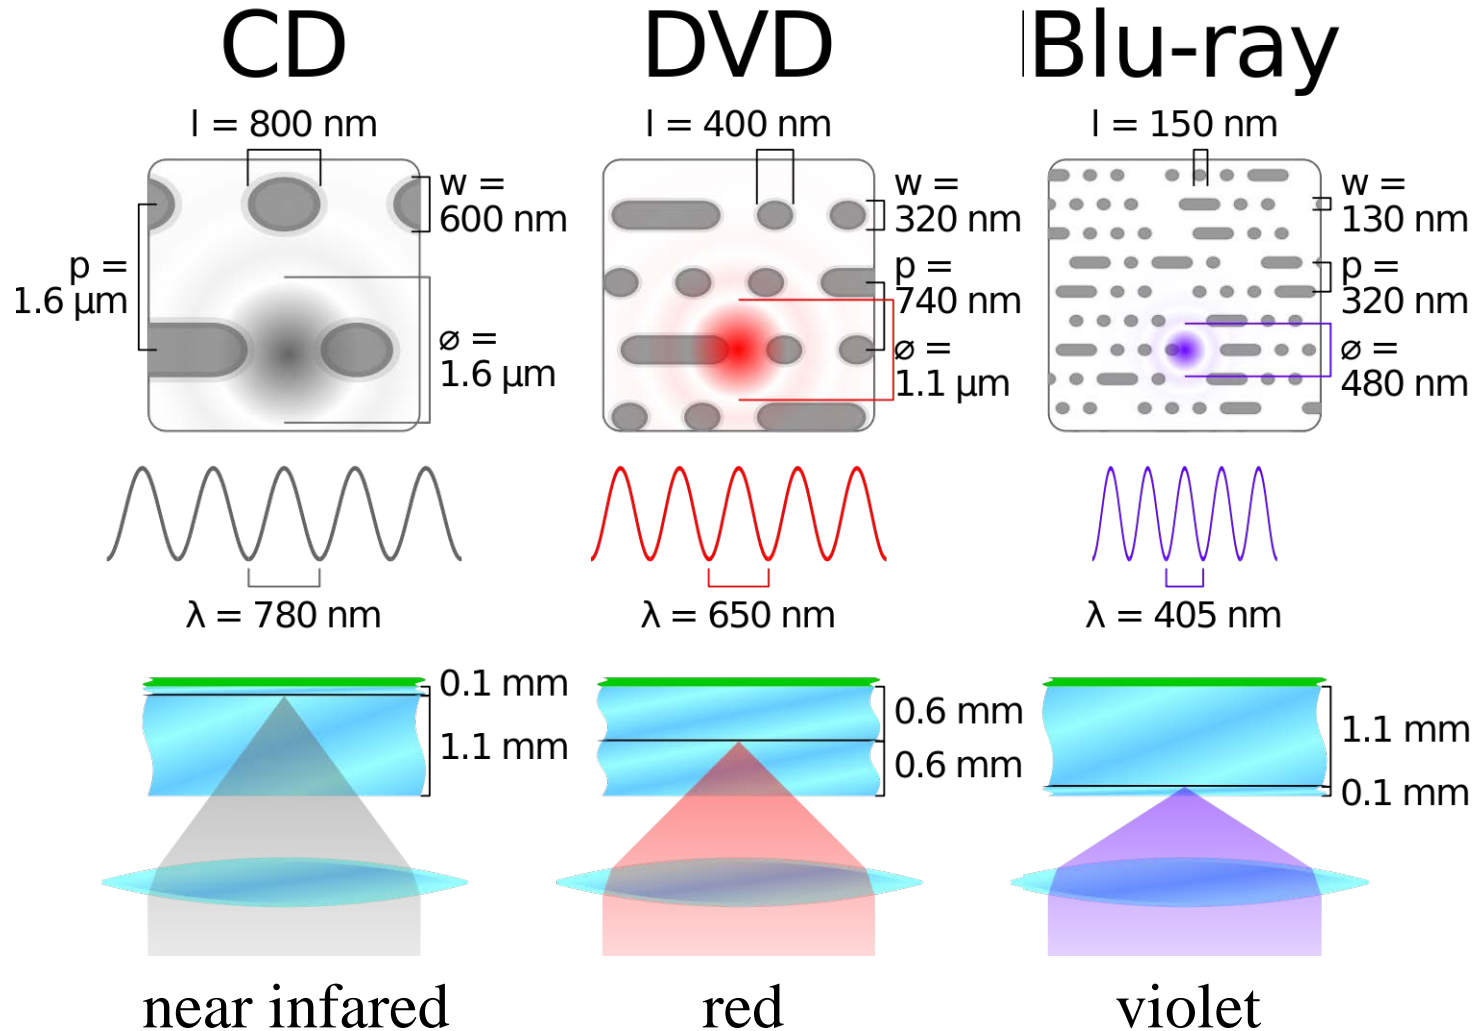 CD
l = 800 nm
w =
600 nm
p =
1.6 µm
ø =
1.6 µm
λ = 780 nm
0.1 mm
1.1 mm
near infared
DVD
l = 400 nm
w =
320 nm
p =
740 nm
ø =
1.1 µm
λ = 650 nm
0.6 mm
0.6 mm
red
Blu-ray
l = 150 nm
w =
130 nm
p =
320 nm
ø =
480 nm
λ = 405 nm
1.1 mm
0.1 mm
violet